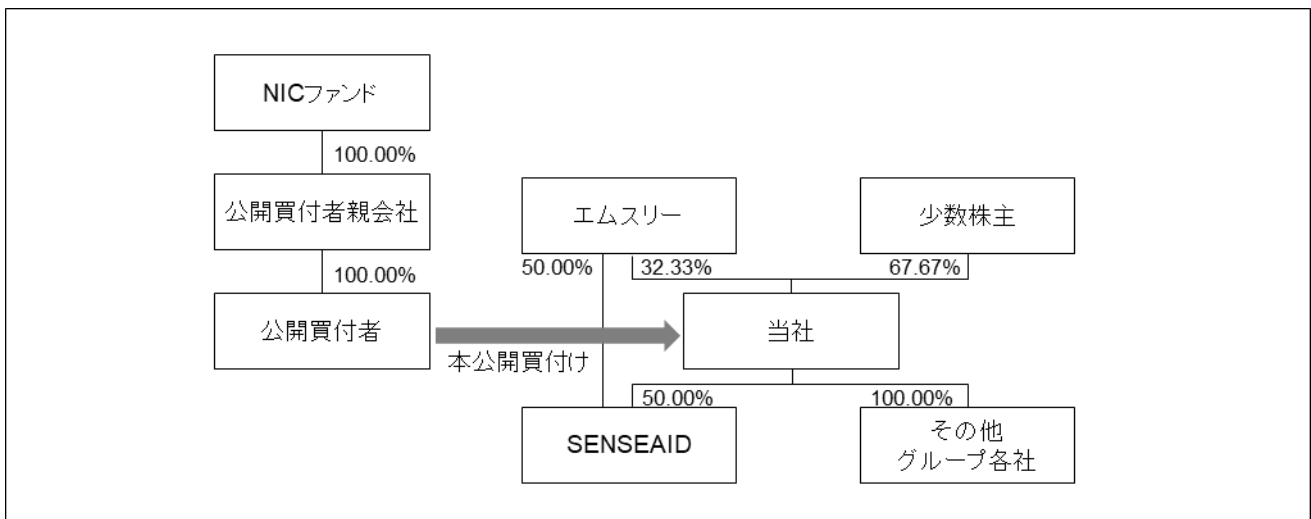 NICファンド
100.00%
公開買付者親会社
エムスリー
少数株主
100.00%
50.00%
32.33%
67.67%
公開買付者
当社
本公開買付け
50.00%
100.00%
SENSEAID
その他
グループ各社